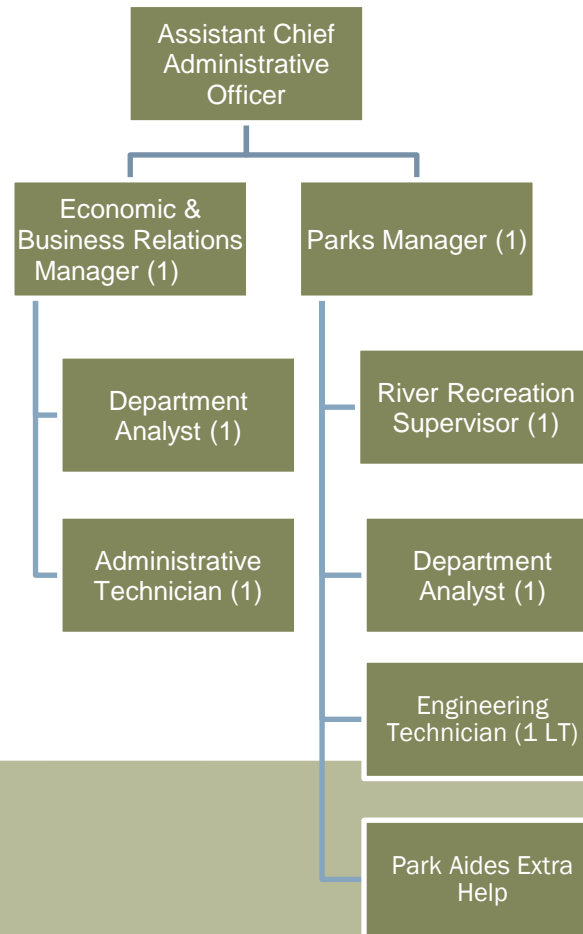 Assistant Chief
Administrative
Officer
Economic &
Business Relations
Manager (1)
Parks Manager (1)
Department
Analyst (1)
Administrative
Technician (1)
River Recreation
Supervisor (1)
Department
Analyst (1)
Engineering
Technician (1 LT)
Park Aides Extra
Help